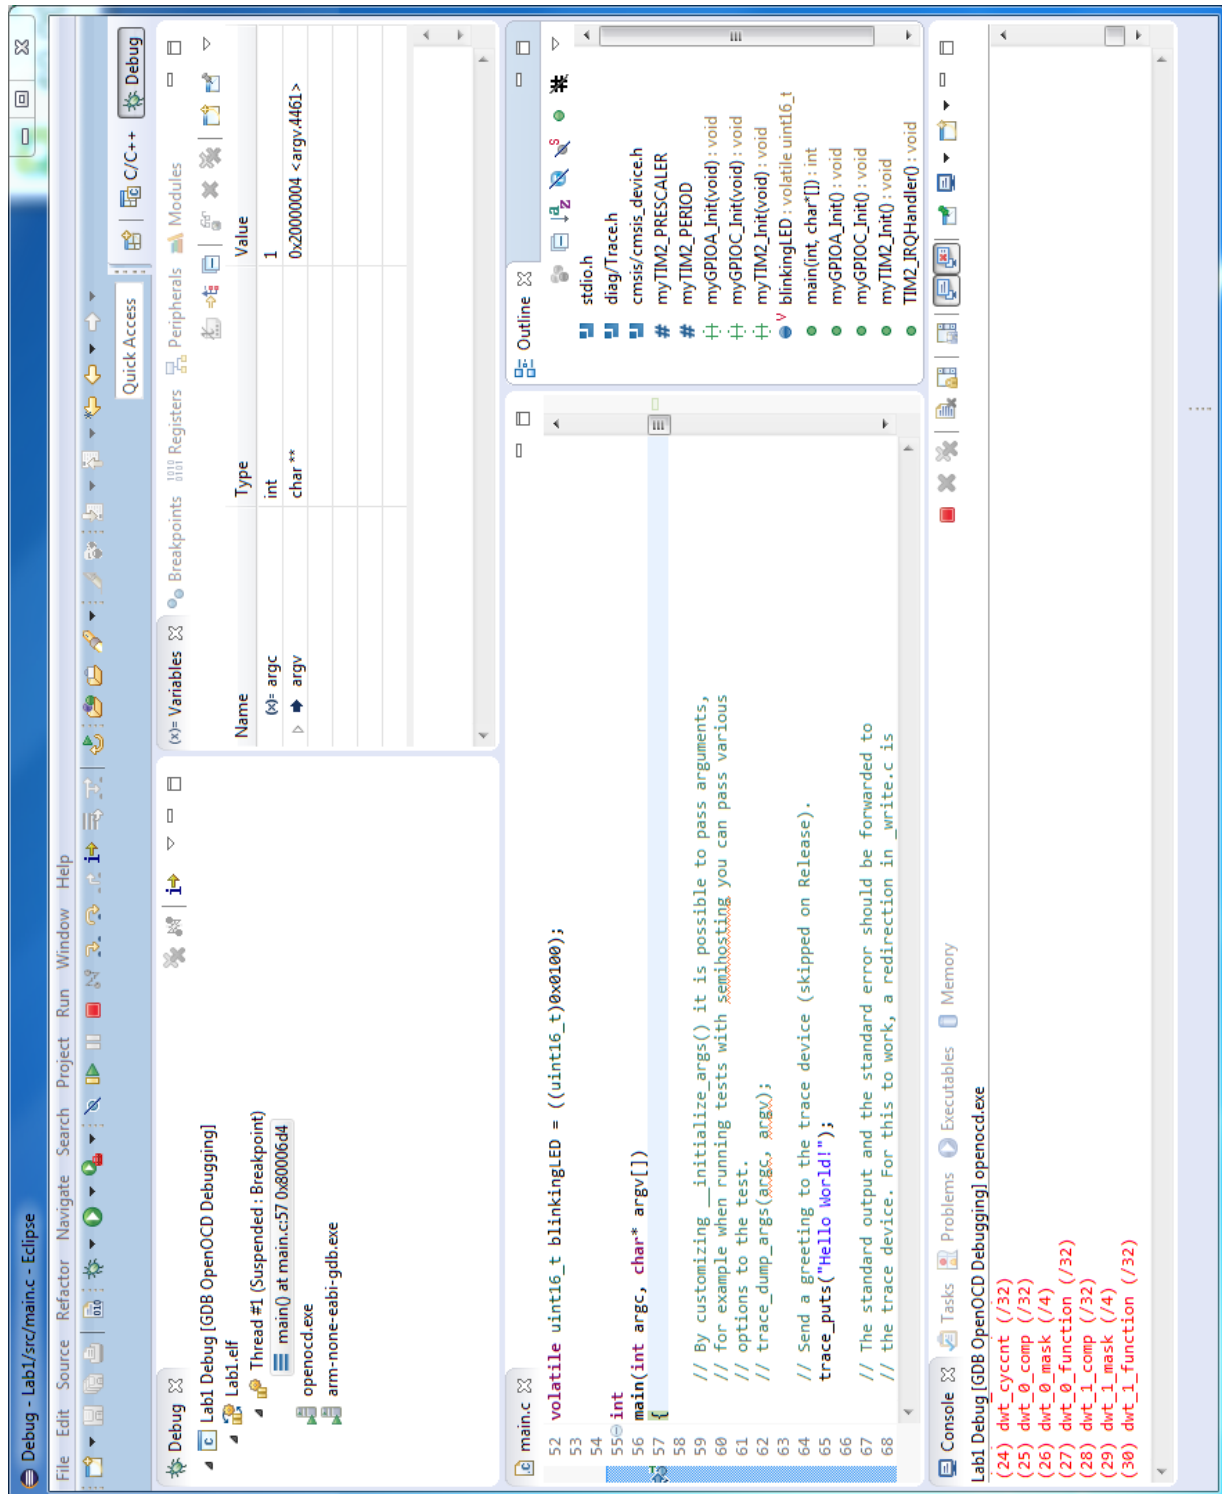 Debug - Lab1/src/main.c - Eclipse
File Edit Source Refactor Navigate Search Project Run Window Help
Quick Access
C/C++ Debug
Debug
Lab1 Debug [GDB OpenOCD Debugging]
Lab1.elf
Thread #1 (Suspended : Breakpoint)
main() at main.c:57 0x80006d4
openocd.exe
arm-none-eabi-gdb.exe
(x)= Variables Breakpoints Registers Peripherals Modules
Name Type Value
(x)= argc int 1
argv char ** 0x20000004 <argv.4461>
main.c
52 volatile uint16_t blinkingLED = ((uint16_t)0x0100);
53
54
55 int
56 main(int argc, char* argv[])
57 {
58
59 // By customizing __initialize_args() it is possible to pass arguments,
60 // for example when running tests with semihosting you can pass various
61 // options to the test.
62 // trace_dump_args(argc, argv);
63
64 // Send a greeting to the trace device (skipped on Release).
65 trace_puts("Hello World!");
66
67 // The standard output and the standard error should be forwarded to
68 // the trace device. For this to work, a redirection in _write.c is
Outline
stdio.h
diag/Trace.h
cmsis/cmsis_device.h
# myTIM2_PRESCALER
# myTIM2_PERIOD
myGPIOA_Init(void) : void
myGPIOC_Init(void) : void
myTIM2_Init(void) : void
blinkingLED : volatile uint16_t
main(int, char*[]) : int
myGPIOA_Init() : void
myGPIOC_Init() : void
myTIM2_Init() : void
TIM2_IRQHandler() : void
Console Tasks Problems Executables Memory
Lab1 Debug [GDB OpenOCD Debugging] openocd.exe
(24) dwt_cyccnt (/32)
(25) dwt_0_comp (/32)
(26) dwt_0_mask (/4)
(27) dwt_0_function (/32)
(28) dwt_1_comp (/32)
(29) dwt_1_mask (/4)
(30) dwt_1_function (/32)